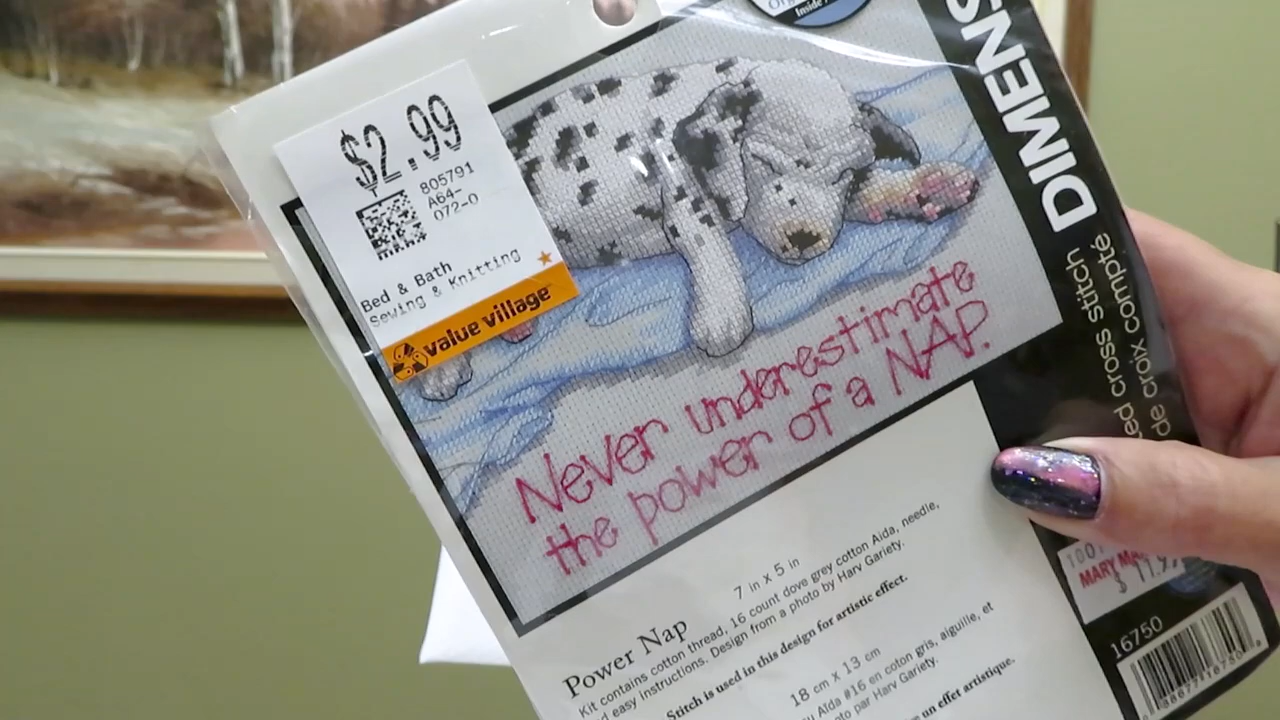 $2.99
805791
A64-
072-0
Bed & Bath
Sewing & Knitting
value village
Inside
DIMENS
cross stitch
de croix compté
Never underestimate
the power of a NAP.
Power Nap
7 in x 5 in
Kit contains cotton thread, 16 count dove grey cotton Aida, needle,
easy instructions. Design from a photo by Harv Gariety.
Stitch is used in this design for artistic effect.
18 cm x 13 cm
Aïda #16 en coton gris, aiguille, et
photo par Harv Gariety.
un effet artistique.
MARY
16750